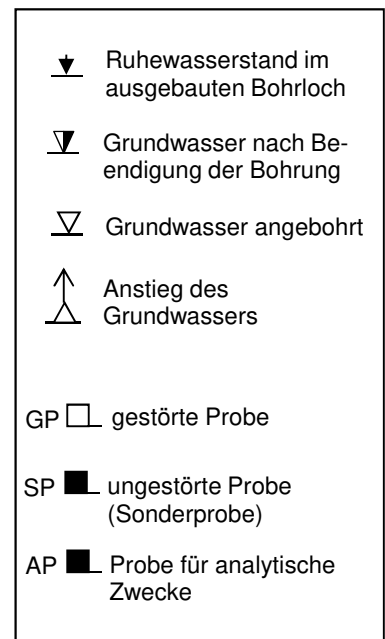 Ruhewasserstand im
ausgebauten Bohrloch
Grundwasser nach Be-
endigung der Bohrung
Grundwasser angebohrt
Anstieg des
Grundwassers
GP gestörte Probe
SP ungestörte Probe
(Sonderprobe)
AP Probe für analytische
Zwecke